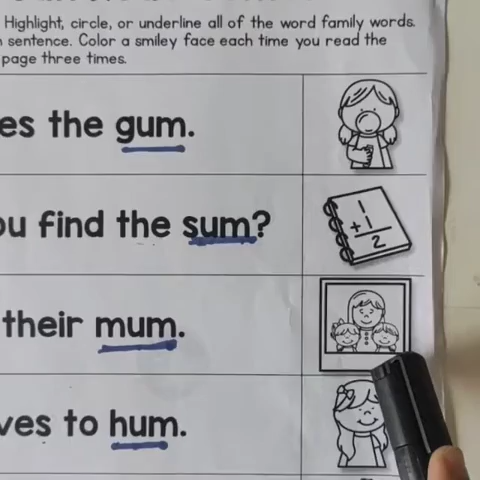 Highlight, circle, or underline all of the word family words.
sentence. Color a smiley face each time you read the
page three times.
es the gum.
ou find the sum?
1
+1
2
their mum.
ves to hum.